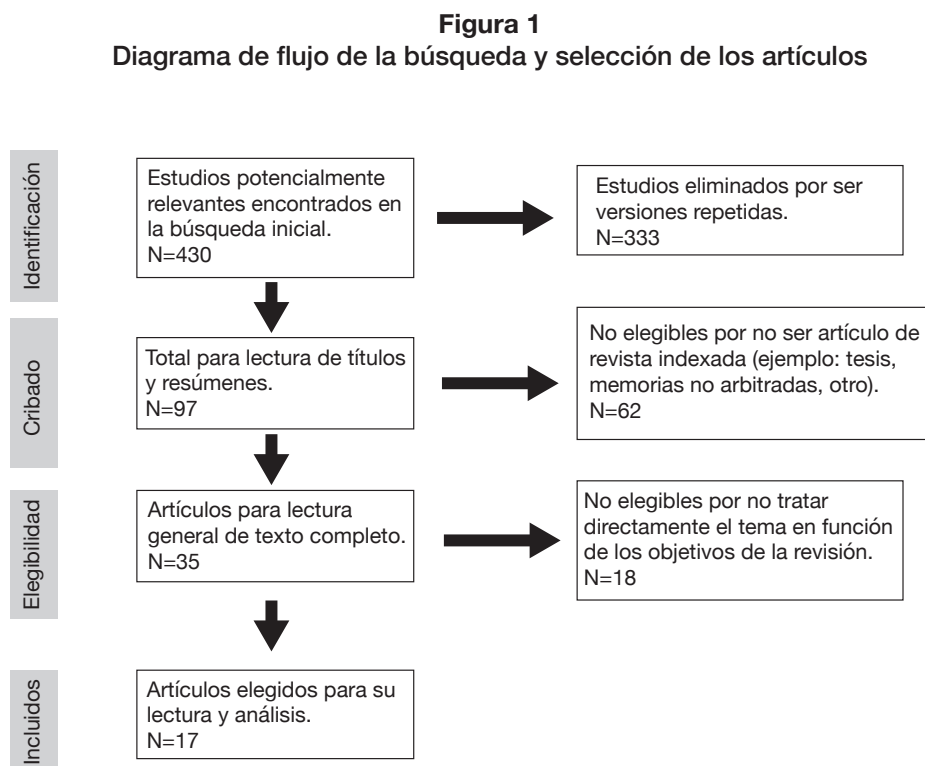 Figura 1
Diagrama de flujo de la búsqueda y selección de los artículos
Identificación
Estudios potencialmente
relevantes encontrados en
la búsqueda inicial.
N=430
Estudios eliminados por ser
versiones repetidas.
N=333
Cribado
Total para lectura de títulos
y resúmenes.
N=97
No elegibles por no ser artículo de
revista indexada (ejemplo: tesis,
memorias no arbitradas, otro).
N=62
Elegibilidad
Artículos para lectura
general de texto completo.
N=35
No elegibles por no tratar
directamente el tema en función
de los objetivos de la revisión.
N=18
Incluidos
Artículos elegidos para su
lectura y análisis.
N=17